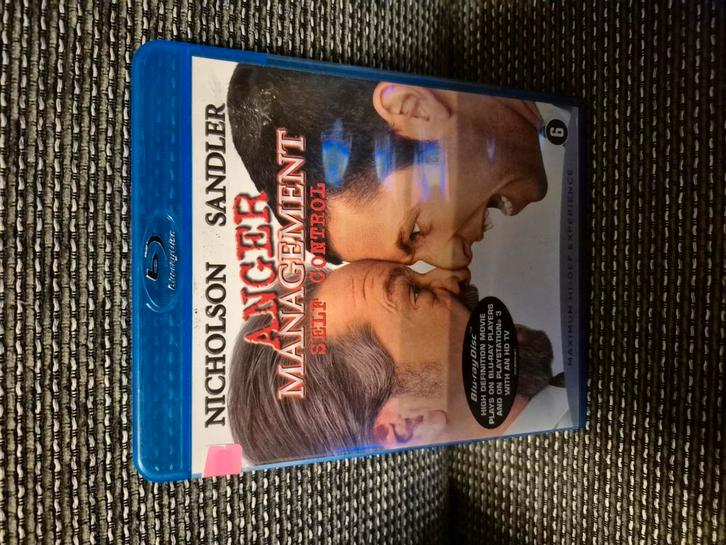 Blu-ray Disc
NICHOLSON SANDLER
ANGER
MANAGEMENT
SELF CONTROL
6
Blu-ray Disc™
HIGH DEFINITION MOVIE
PLAYS ON BLU-RAY PLAYERS
AND ON PLAYSTATION® 3
WITH AN HD TV
MAXIMUM HI-DEF EXPERIENCE